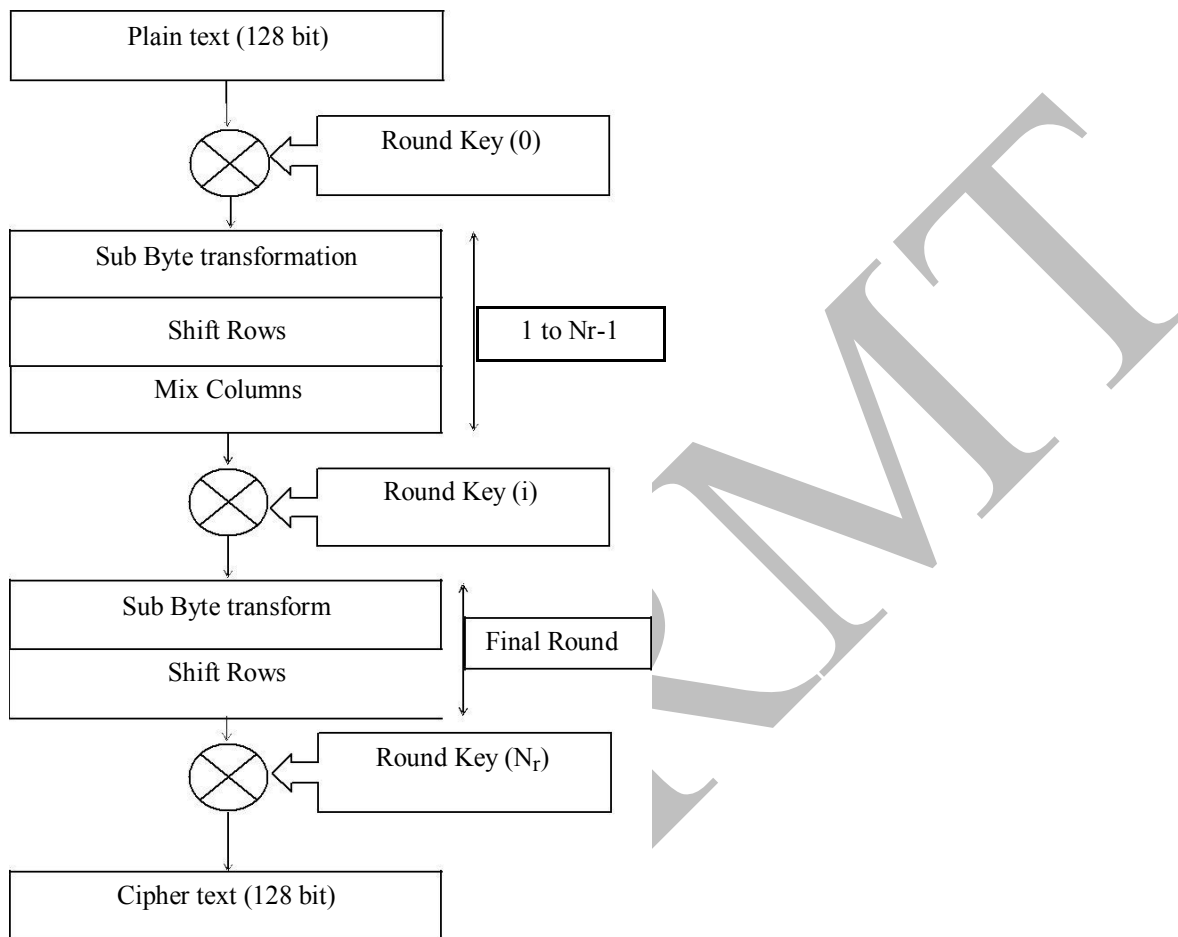 Plain text (128 bit)
Round Key (0)
Sub Byte transformation
Shift Rows
1 to Nr-1
Mix Columns
Round Key (i)
Sub Byte transform
Final Round
Shift Rows
Round Key (Nr)
Cipher text (128 bit)
RMT